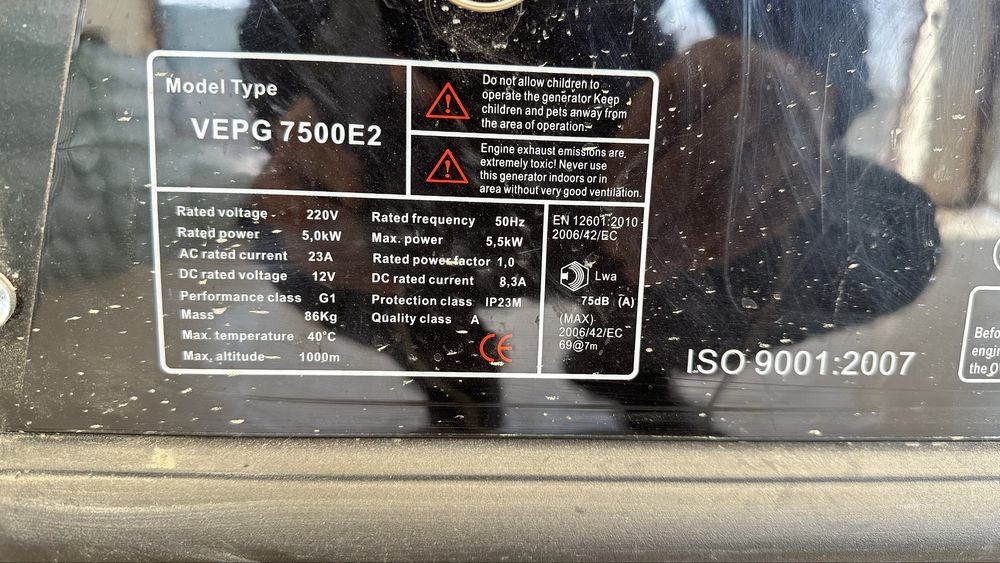 Model Type
VEPG 7500E2
Do not allow children to
operate the generator Keep
children and pets anway from
the area of operation.
Engine exhaust emissions are
extremely toxic! Never use
this generator indoors or in
area without very good ventilation.
Rated voltage 220V
Rated power 5,0kW
AC rated current 23A
DC rated voltage 12V
Performance class G1
Mass 86Kg
Max. temperature 40°C
Max. altitude 1000m
Rated frequency 50Hz
Max. power 5,5kW
Rated power factor 1,0
DC rated current 8,3A
Protection class IP23M
Quality class A
CE
EN 12601:2010
2006/42/EC
Lwa
75dB (A)
(MAX)
2006/42/EC
69@7m
ISO 9001:2007
Befo
engin
the O